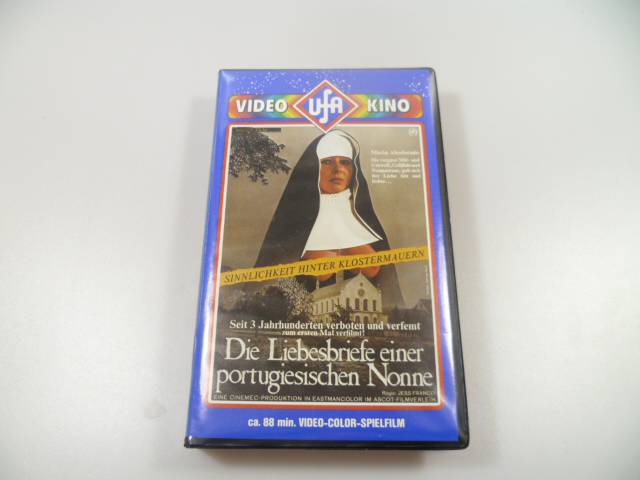 VIDEO UfA KINO
SINNLICHKEIT HINTER KLOSTERMAUERN
Seit 3 Jahrhunderten verboten und verfemt
zum ersten Mal verfilmt!
Die Liebesbriefe einer
portugiesischen Nonne
Regie: JESS FRANCO
EINE CINEMEC-PRODUKTION IN EASTMANCOLOR IM ASCOT FILMVERLEIH
ca. 88 min. VIDEO-COLOR-SPIELFILM